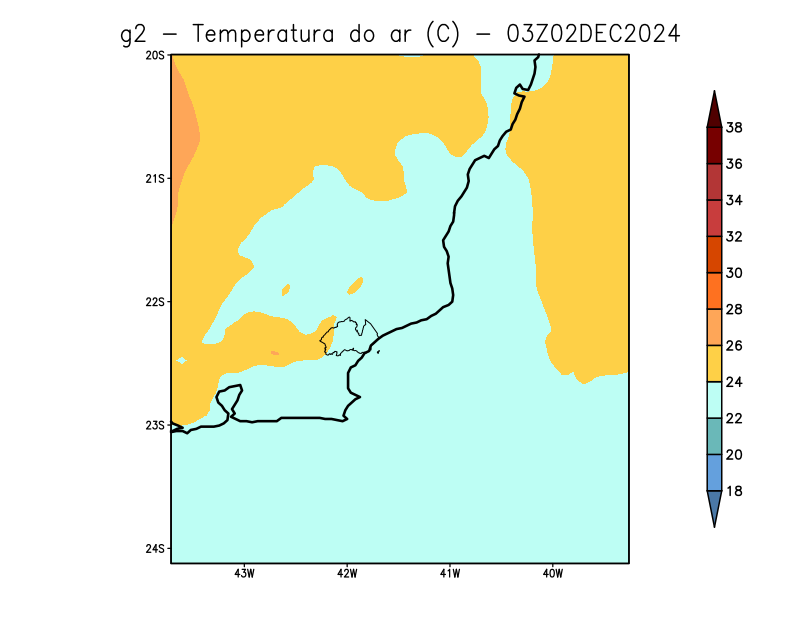 g2 – Temperatura do ar (C) – 03Z02DEC2024
20S
21S
22S
23S
24S
43W
42W
41W
40W
38
36
34
32
30
28
26
24
22
20
18